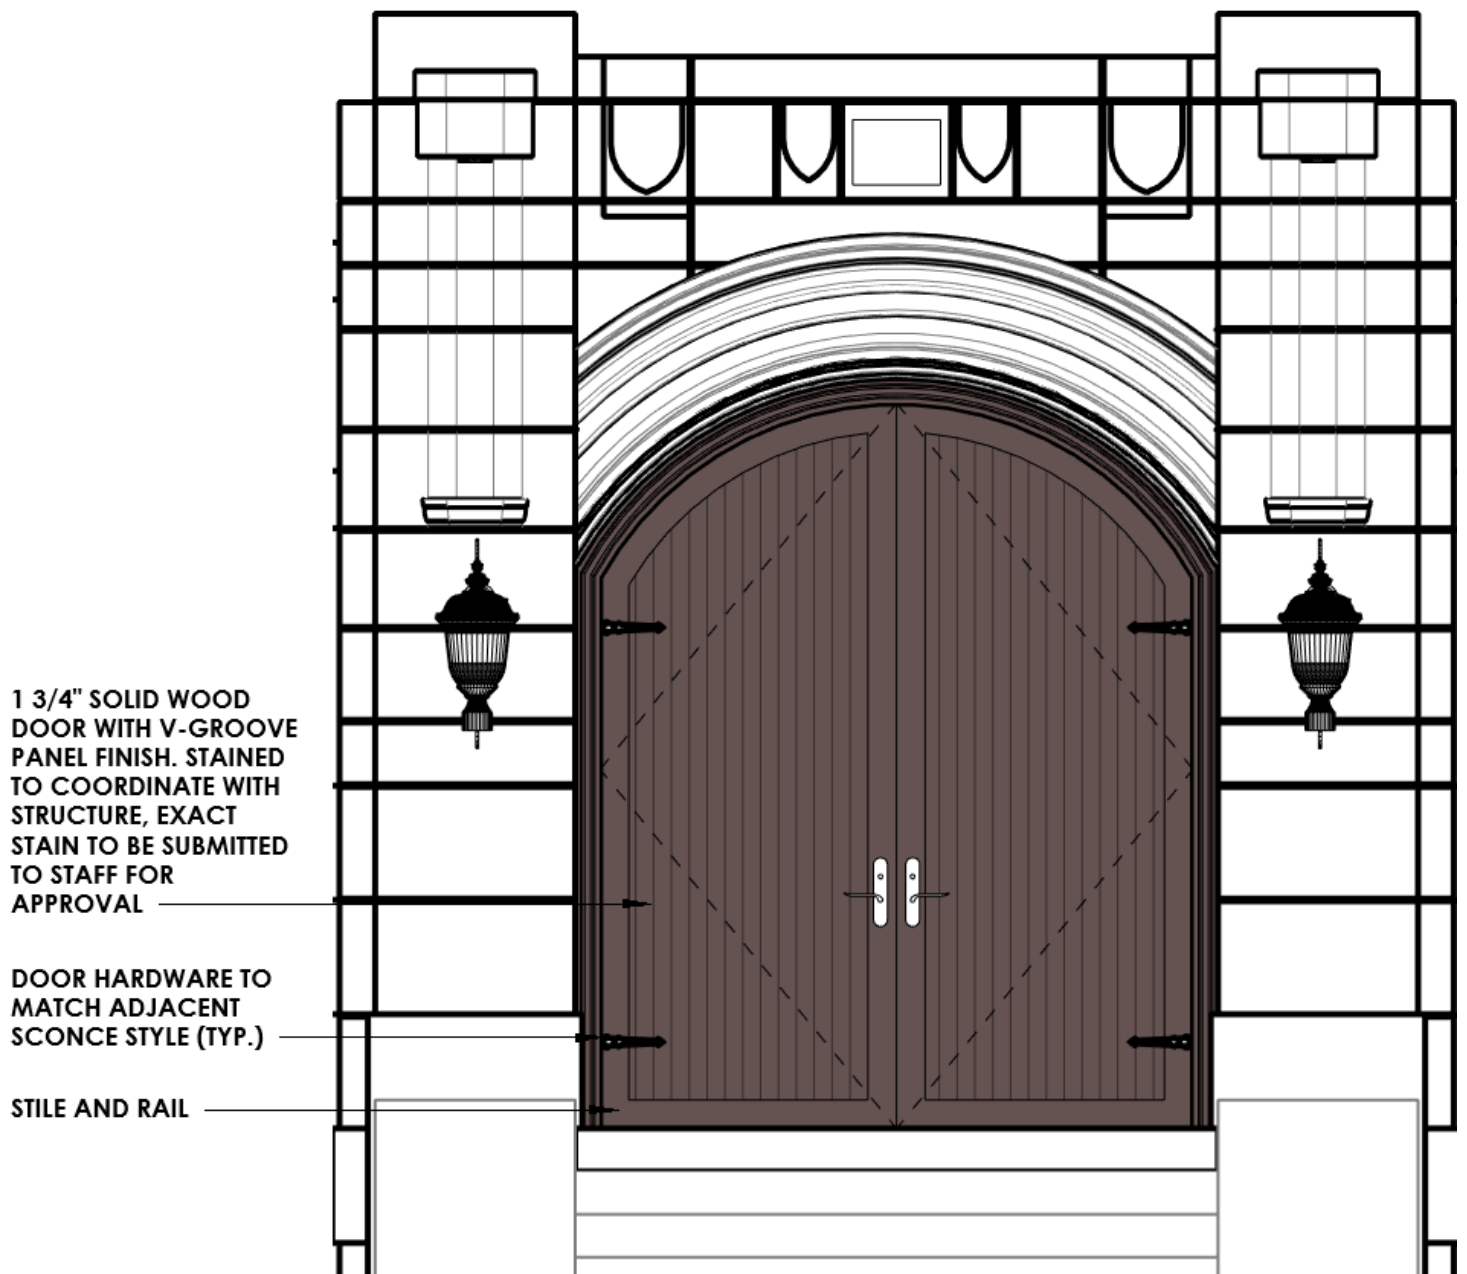 1 3/4" SOLID WOOD
DOOR WITH V-GROOVE
PANEL FINISH. STAINED
TO COORDINATE WITH
STRUCTURE, EXACT
STAIN TO BE SUBMITTED
TO STAFF FOR
APPROVAL
DOOR HARDWARE TO
MATCH ADJACENT
SCONCE STYLE (TYP.)
STILE AND RAIL